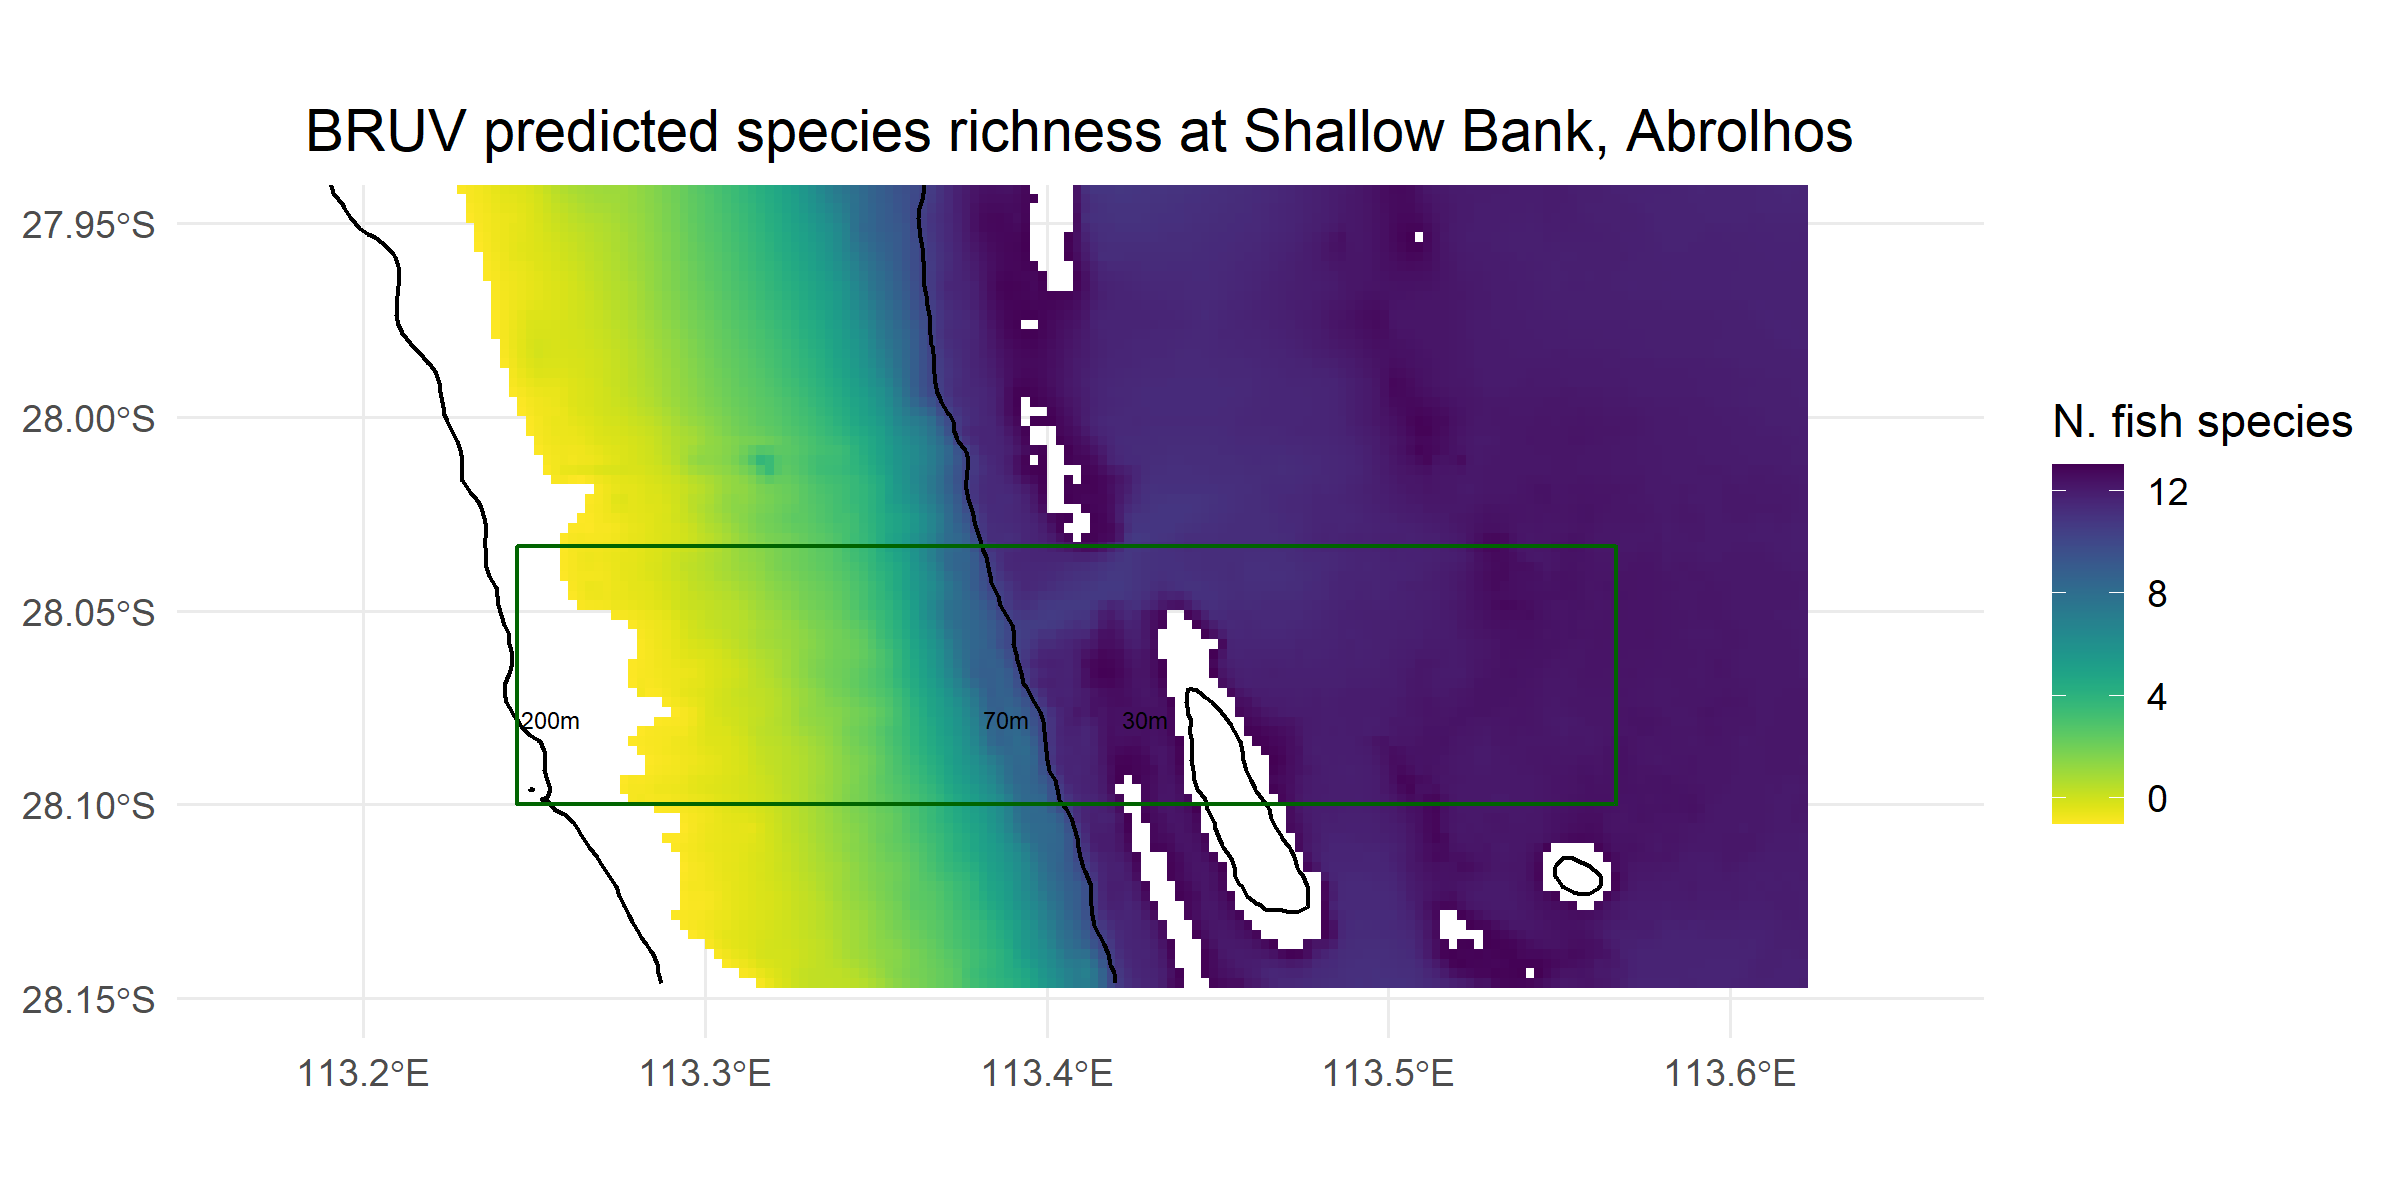 BRUV predicted species richness at Shallow Bank, Abrolhos
27.95°S
28.00°S
28.05°S
28.10°S
28.15°S
200m
70m
30m
113.2°E
113.3°E
113.4°E
113.5°E
113.6°E
N. fish species
12
8
4
0